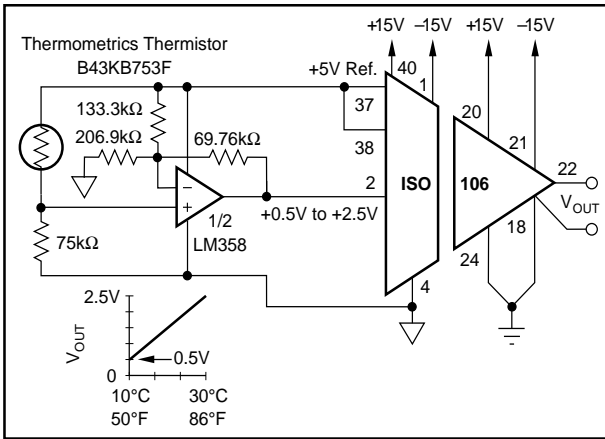 +15V
–15V
+15V
–15V
Thermometrics Thermistor
B43KB753F
+5V Ref.
40
1
133.3kΩ
37
20
206.9kΩ
69.76kΩ
38
21
22
–
2
ISO
106
+
+0.5V to +2.5V
VOUT
1/2
LM358
75kΩ
18
24
4
2.5V
VOUT
0.5V
0
10°C
30°C
50°F
86°F